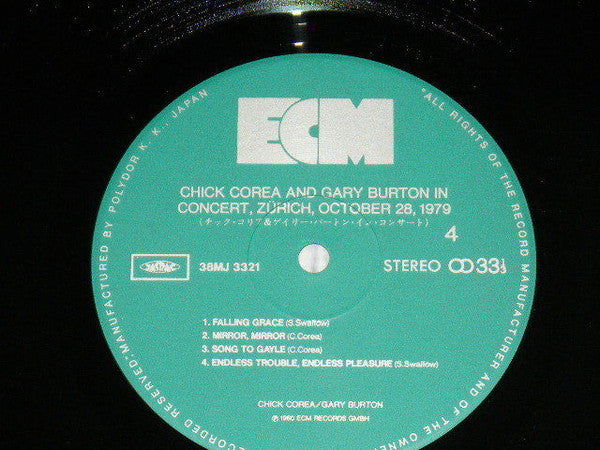 ECM
CHICK COREA AND GARY BURTON IN
CONCERT, ZÜRICH, OCTOBER 28, 1979
(チック・コリア&ゲイリー・バートン・イン・コンサート)
4
JASRAC
38MJ 3321
STEREO 33⅓
1. FALLING GRACE (S.Swallow)
2. MIRROR, MIRROR (C.Corea)
3. SONG TO GAYLE (C.Corea)
4. ENDLESS TROUBLE, ENDLESS PLEASURE (S.Swallow)
CHICK COREA/GARY BURTON
Ⓟ 1980 ECM RECORDS GMBH
"ALL RIGHTS OF THE RECORD MANUFACTURER AND OF THE OWNER
RECORDED RESERVED" MANUFACTURED BY POLYDOR K. K., JAPAN